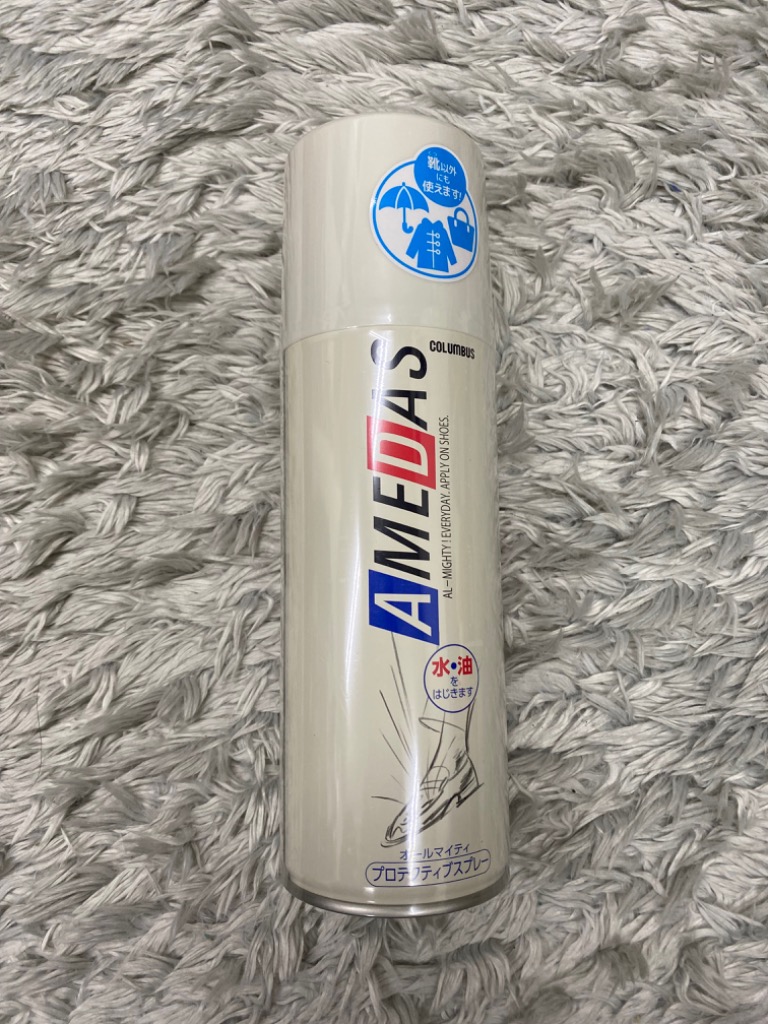 靴以外
にも
使えます!
COLUMBUS
AMEDAS
AL-MIGHTY! EVERYDAY. APPLY ON SHOES.
水・油
を
はじきます
オールマイティ
プロテクティブスプレー